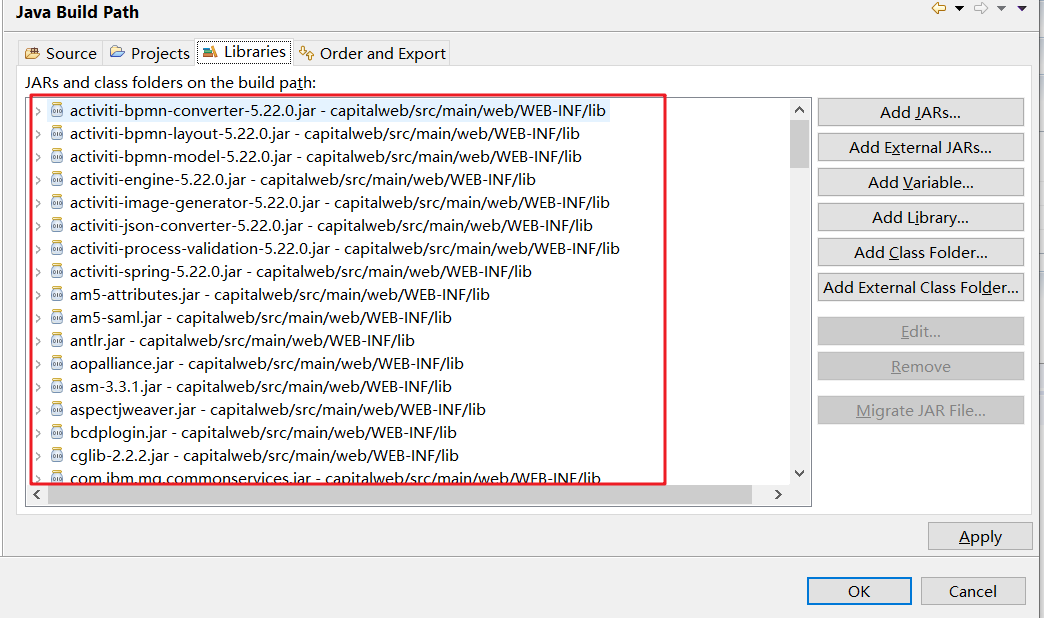 Java Build Path
Source
Projects
Libraries
Order and Export
JARs and class folders on the build path:
activiti-bpmn-converter-5.22.0.jar - capitalweb/src/main/web/WEB-INF/lib
activiti-bpmn-layout-5.22.0.jar - capitalweb/src/main/web/WEB-INF/lib
activiti-bpmn-model-5.22.0.jar - capitalweb/src/main/web/WEB-INF/lib
activiti-engine-5.22.0.jar - capitalweb/src/main/web/WEB-INF/lib
activiti-image-generator-5.22.0.jar - capitalweb/src/main/web/WEB-INF/lib
activiti-json-converter-5.22.0.jar - capitalweb/src/main/web/WEB-INF/lib
activiti-process-validation-5.22.0.jar - capitalweb/src/main/web/WEB-INF/lib
activiti-spring-5.22.0.jar - capitalweb/src/main/web/WEB-INF/lib
am5-attributes.jar - capitalweb/src/main/web/WEB-INF/lib
am5-saml.jar - capitalweb/src/main/web/WEB-INF/lib
antlr.jar - capitalweb/src/main/web/WEB-INF/lib
aopalliance.jar - capitalweb/src/main/web/WEB-INF/lib
asm-3.3.1.jar - capitalweb/src/main/web/WEB-INF/lib
aspectjweaver.jar - capitalweb/src/main/web/WEB-INF/lib
bcdplogin.jar - capitalweb/src/main/web/WEB-INF/lib
cglib-2.2.2.jar - capitalweb/src/main/web/WEB-INF/lib
com.ibm.mq.commonservices.jar - capitalweb/src/main/web/WEB-INF/lib
Add JARs...
Add External JARs...
Add Variable...
Add Library...
Add Class Folder...
Add External Class Folder...
Edit...
Remove
Migrate JAR File...
Apply
OK
Cancel